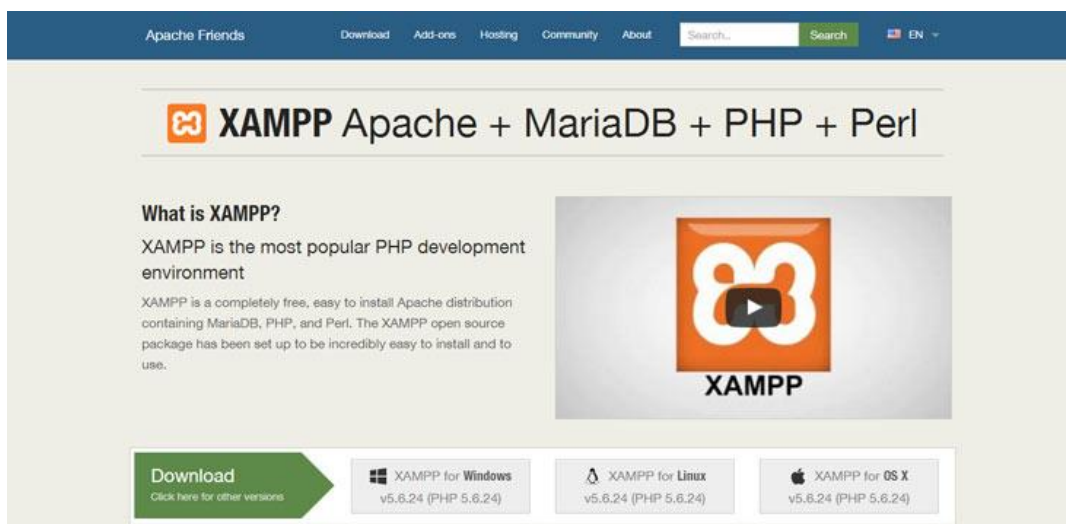 Apache Friends Download Add-ons Hosting Community About Search... Search EN
XAMPP Apache + MariaDB + PHP + Perl
What is XAMPP?
XAMPP is the most popular PHP development
environment
XAMPP is a completely free, easy to install Apache distribution
containing MariaDB, PHP, and Perl. The XAMPP open source
package has been set up to be incredibly easy to install and to
use.
XAMPP
Download
Click here for other versions
XAMPP for Windows
v5.6.24 (PHP 5.6.24)
XAMPP for Linux
v5.6.24 (PHP 5.6.24)
XAMPP for OS X
v5.6.24 (PHP 5.6.24)